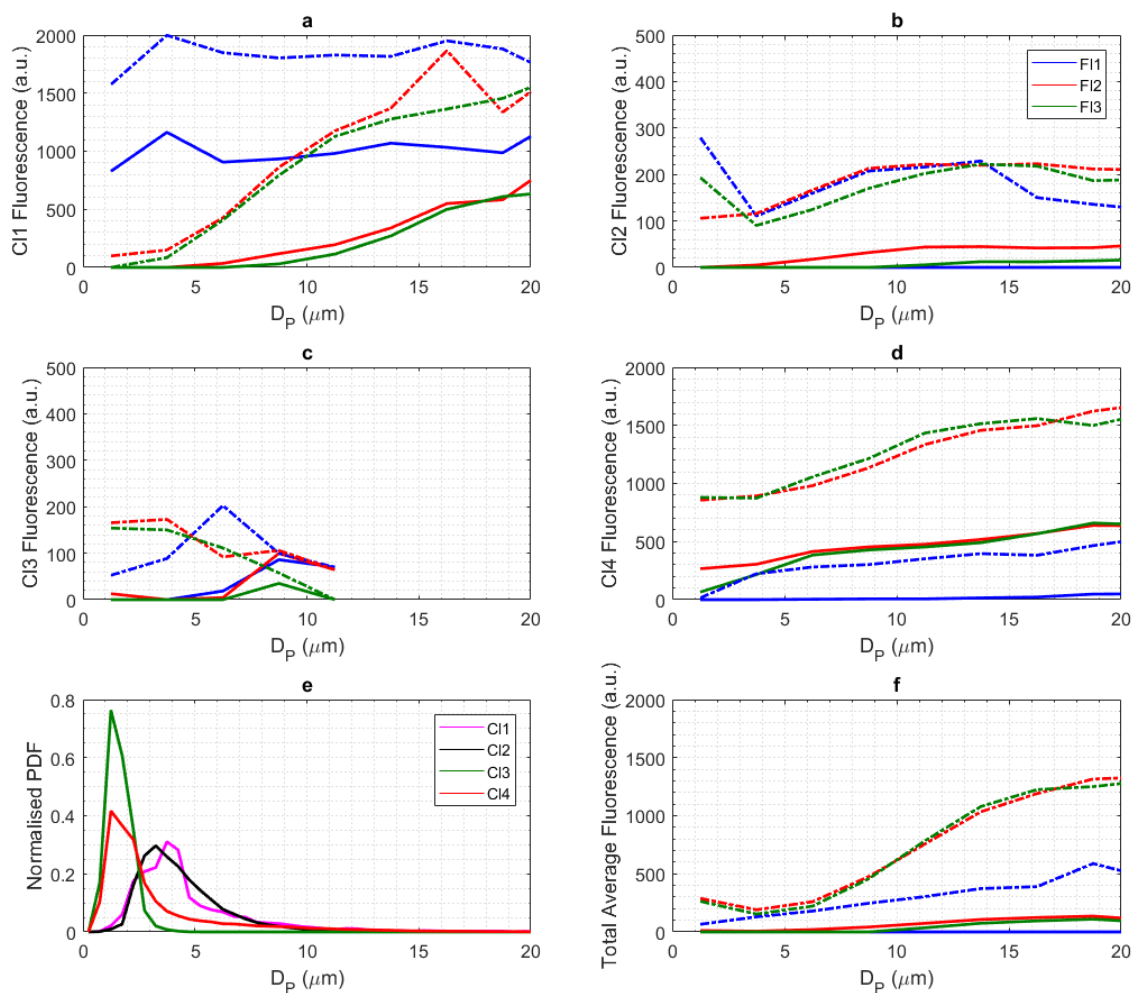 a
2000
1500
1000
500
0
Cl1 Fluorescence (a.u.)
0 5 10 15 20
D_P (μm)
b
500
400
300
200
100
0
Cl2 Fluorescence (a.u.)
Fl1
Fl2
Fl3
0 5 10 15 20
D_P (μm)
c
500
400
300
200
100
0
Cl3 Fluorescence (a.u.)
0 5 10 15 20
D_P (μm)
d
2000
1500
1000
500
0
Cl4 Fluorescence (a.u.)
0 5 10 15 20
D_P (μm)
e
0.8
0.6
0.4
0.2
0
Normalised PDF
Cl1
Cl2
Cl3
Cl4
0 5 10 15 20
D_P (μm)
f
2000
1500
1000
500
0
Total Average Fluorescence (a.u.)
0 5 10 15 20
D_P (μm)